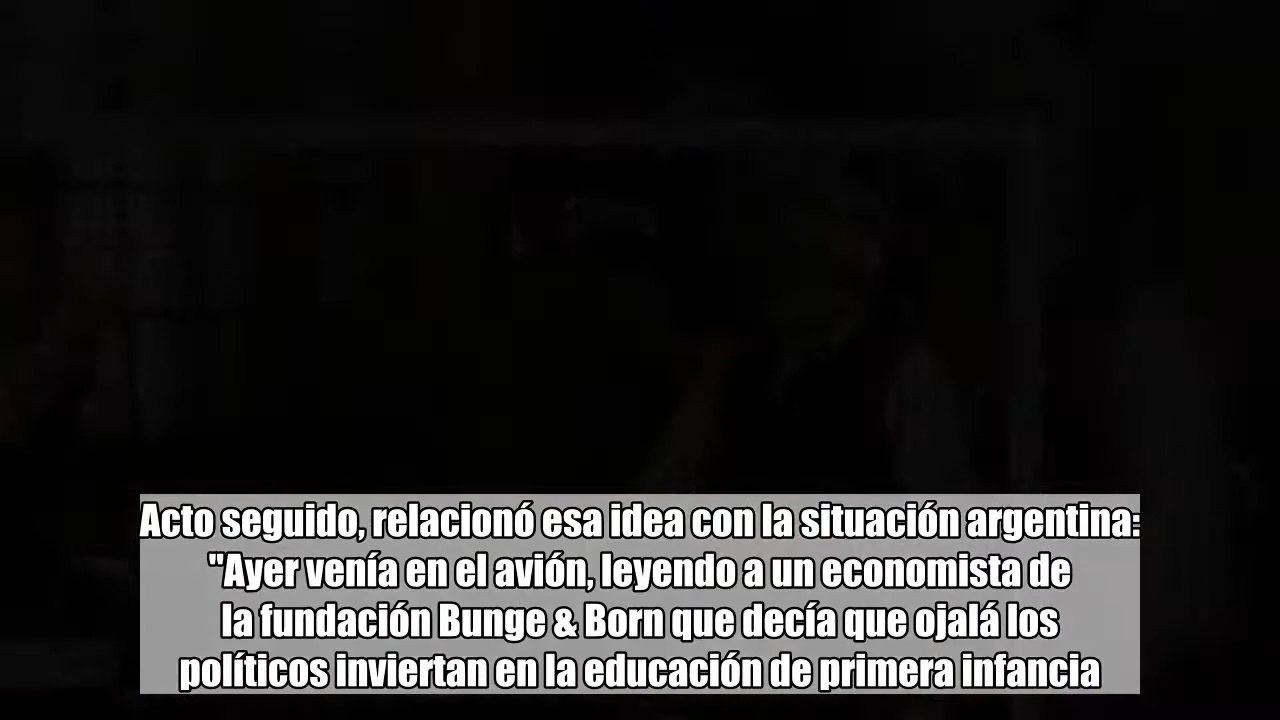 Acto seguido, relacionó esa idea con la situación argentina:
"Ayer venía en el avión, leyendo a un economista de
la fundación Bunge & Born que decía que ojalá los
políticos inviertan en la educación de primera infancia